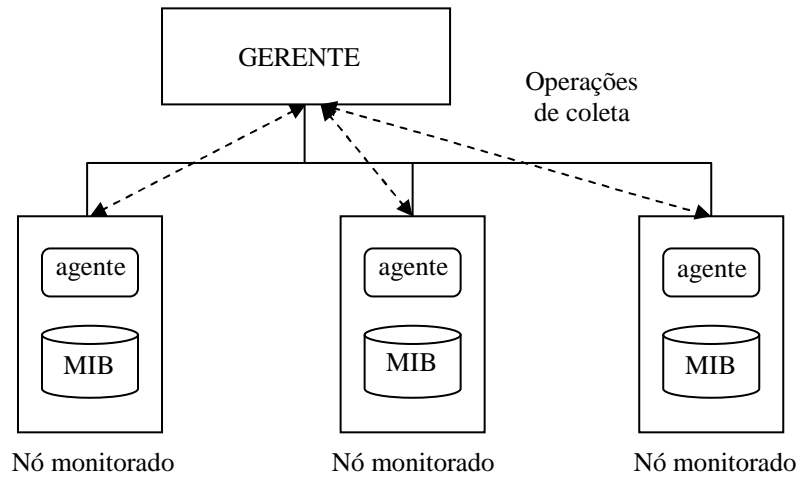 GERENTE
Operações
de coleta
agente
agente
agente
MIB
MIB
MIB
Nó monitorado
Nó monitorado
Nó monitorado